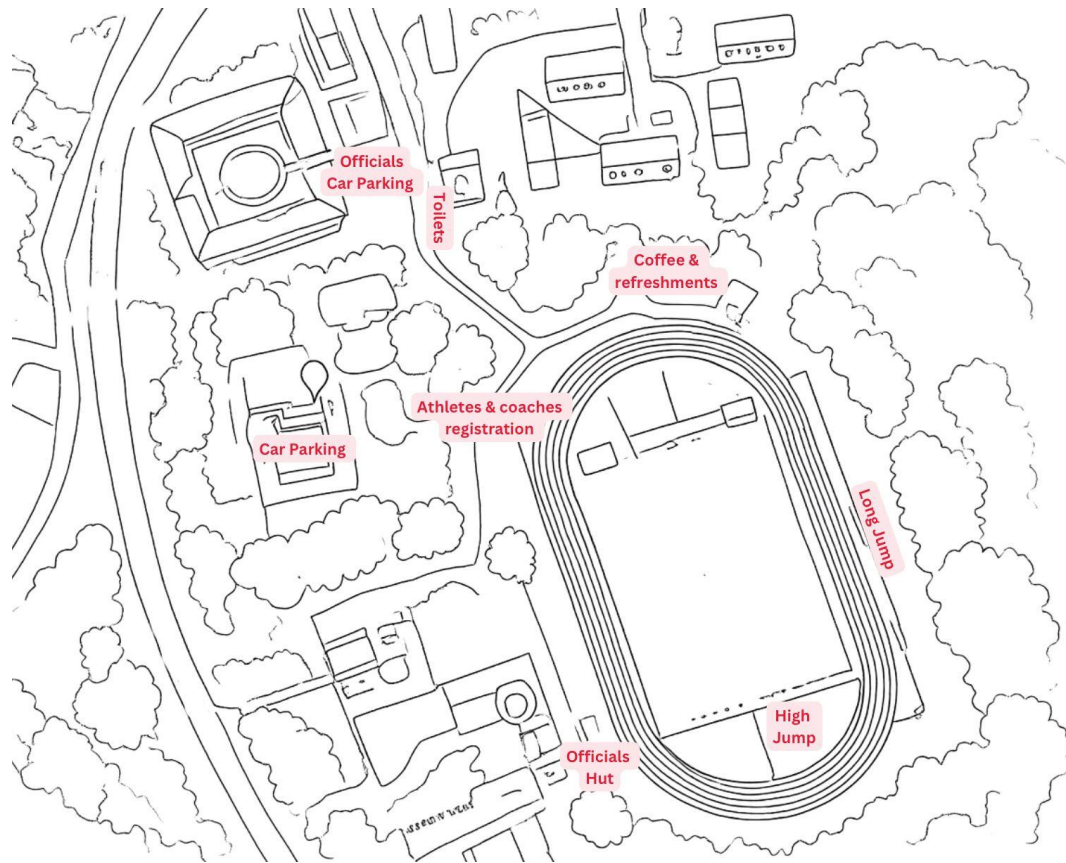 Officials
Car Parking
Toilets
Coffee &
refreshments
Athletes & coaches
registration
Car Parking
Long Jump
High
Jump
Officials
Hut